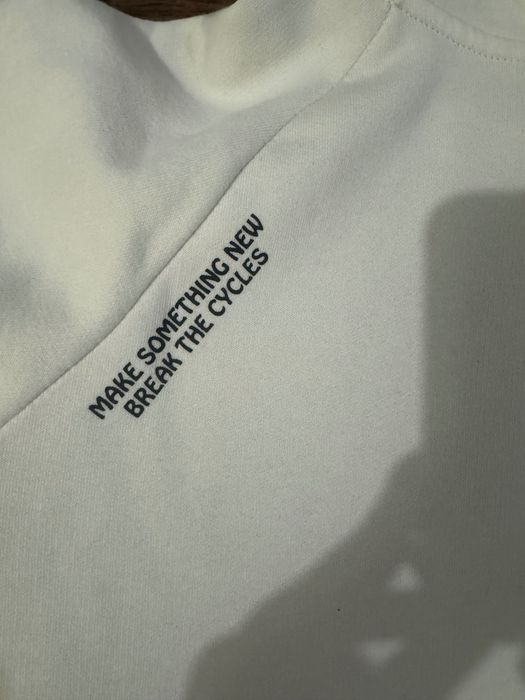 MAKE SOMETHING NEW
BREAK THE CYCLES